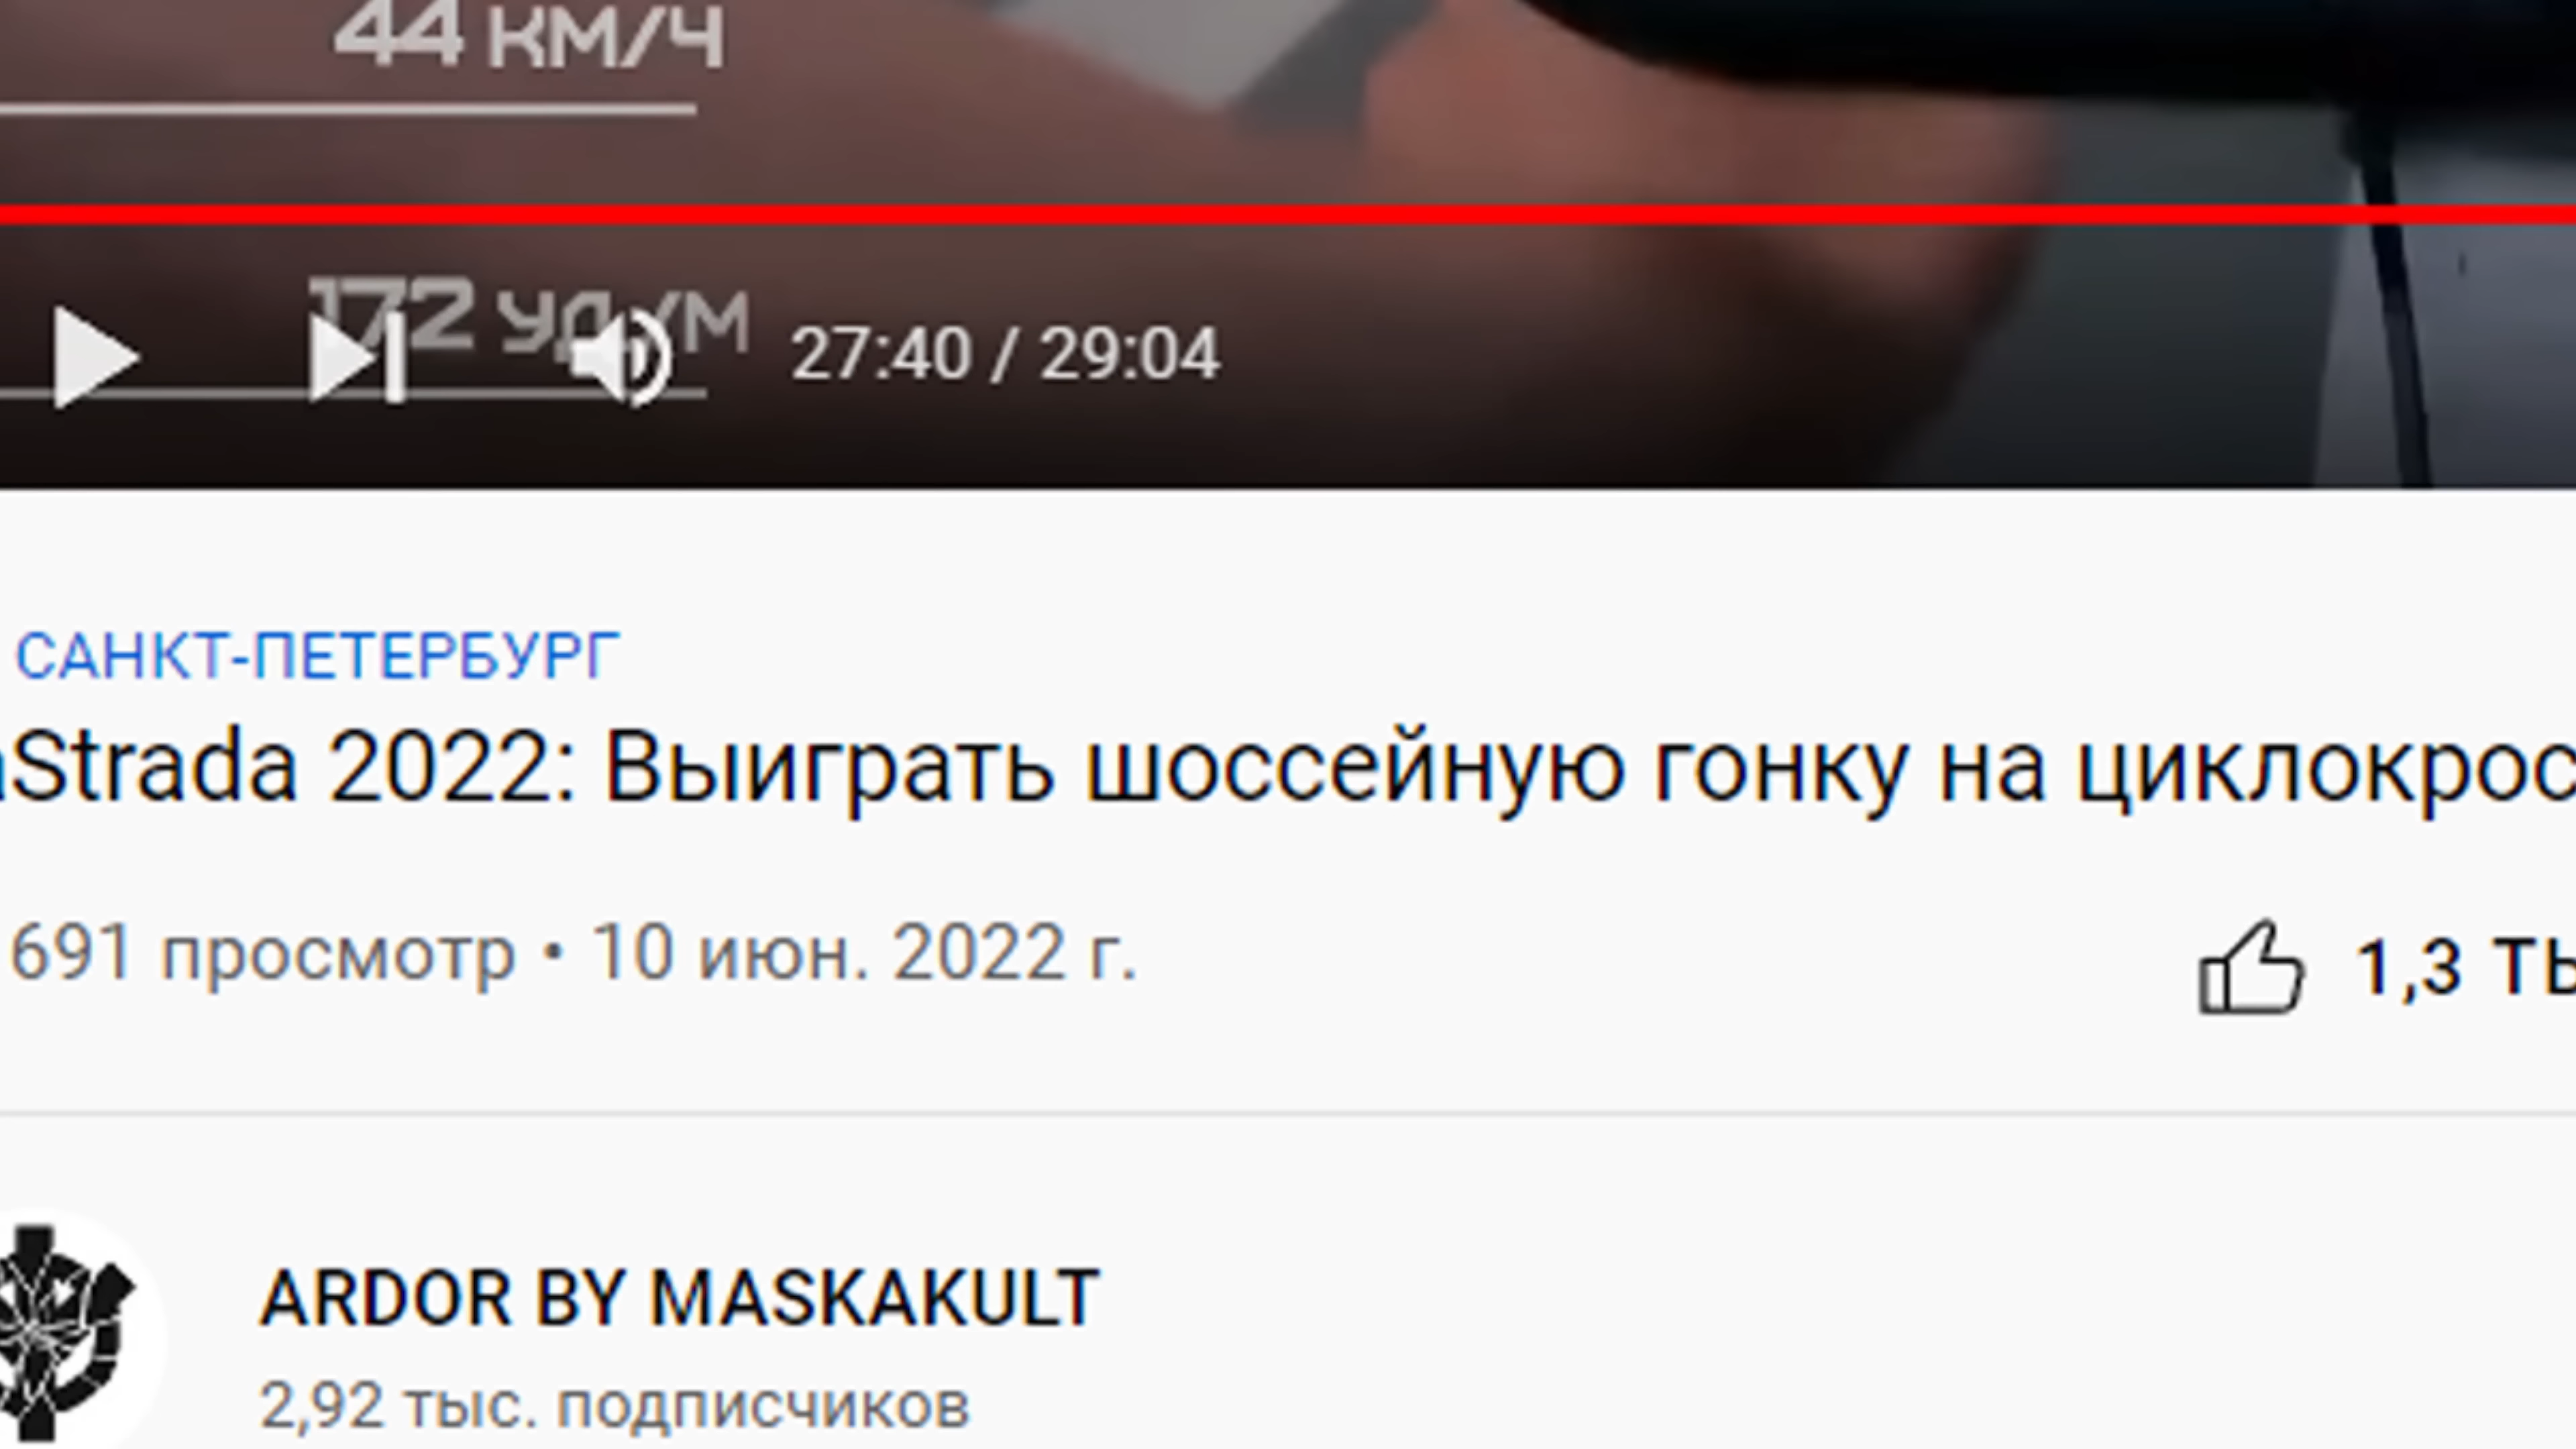 44 КМ/Ч
172 УД/М
27:40 / 29:04
САНКТ-ПЕТЕРБУРГ
aStrada 2022: Выиграть шоссейную гонку на циклокрос
691 просмотр • 10 июн. 2022 г.
1,3 ТЫ
ARDOR BY MASKAKULT
2,92 тыс. подписчиков